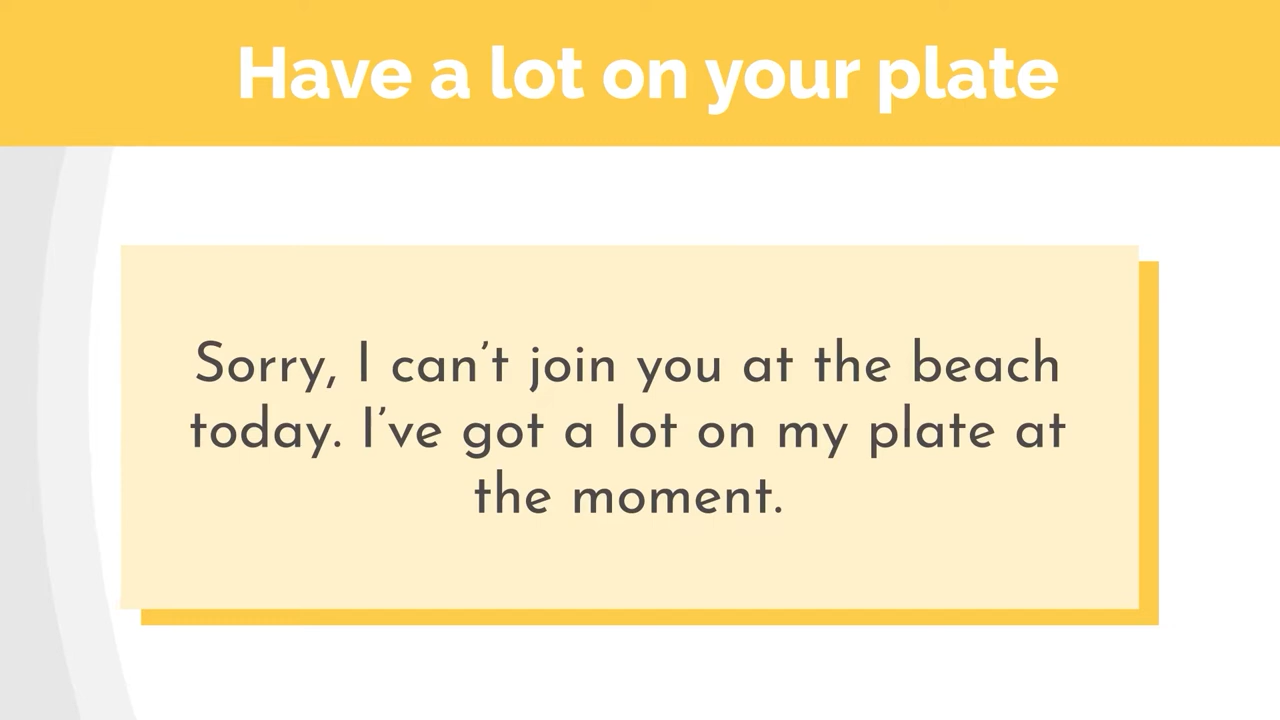 Have a lot on your plate
Sorry, I can’t join you at the beach
today. I’ve got a lot on my plate at
the moment.